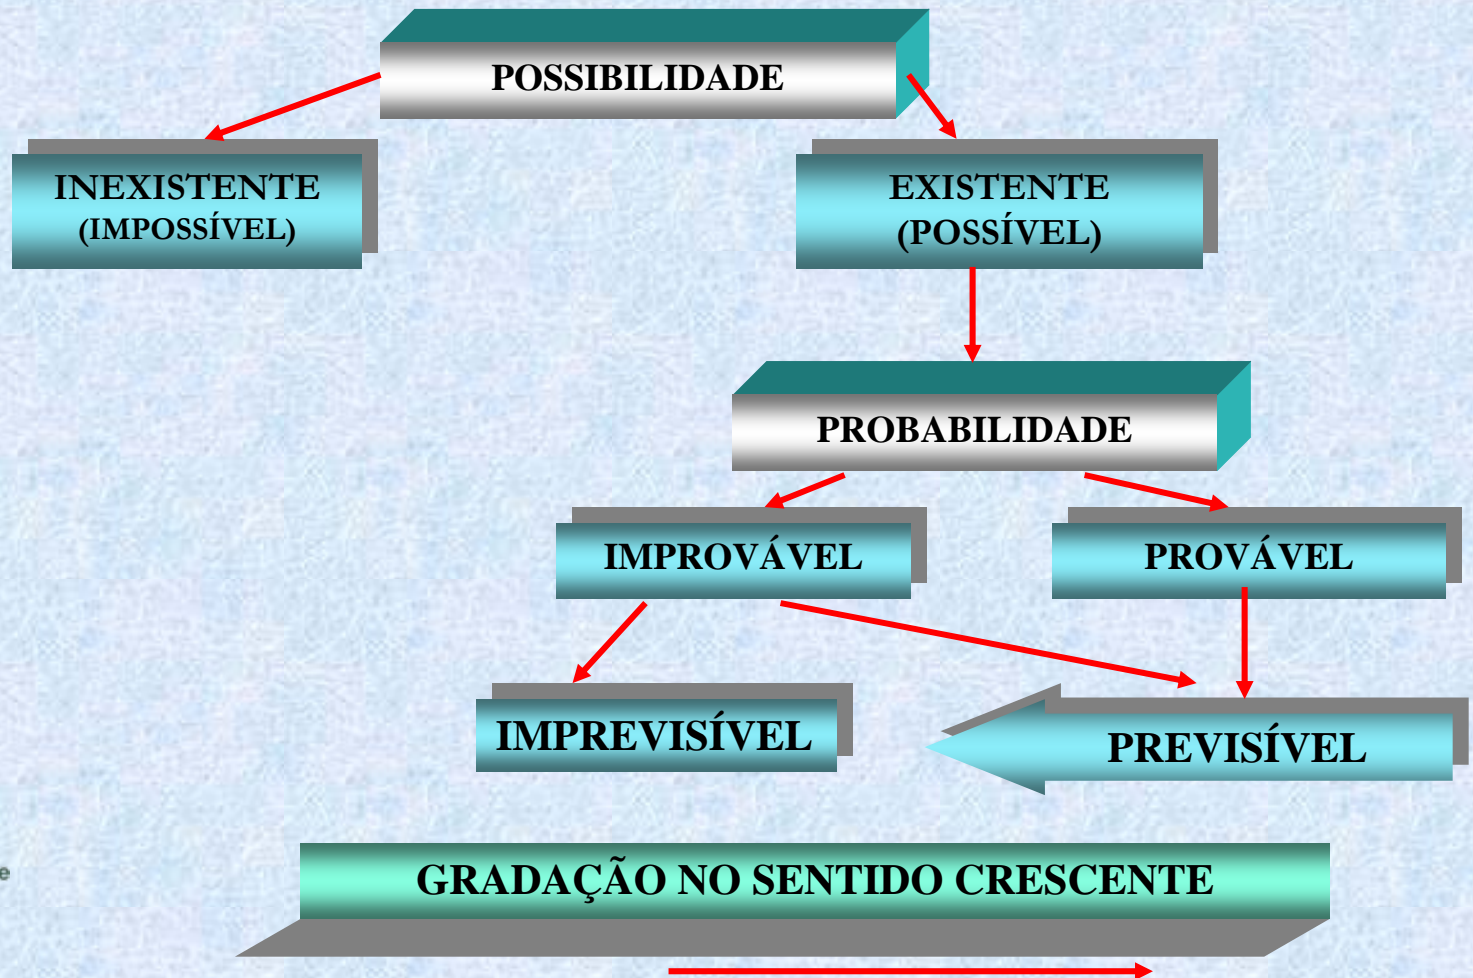 POSSIBILIDADE
INEXISTENTE
(IMPOSSÍVEL)
EXISTENTE
(POSSÍVEL)
PROBABILIDADE
IMPROVÁVEL
PROVÁVEL
IMPREVISÍVEL
PREVISÍVEL
e
GRADAÇÃO NO SENTIDO CRESCENTE